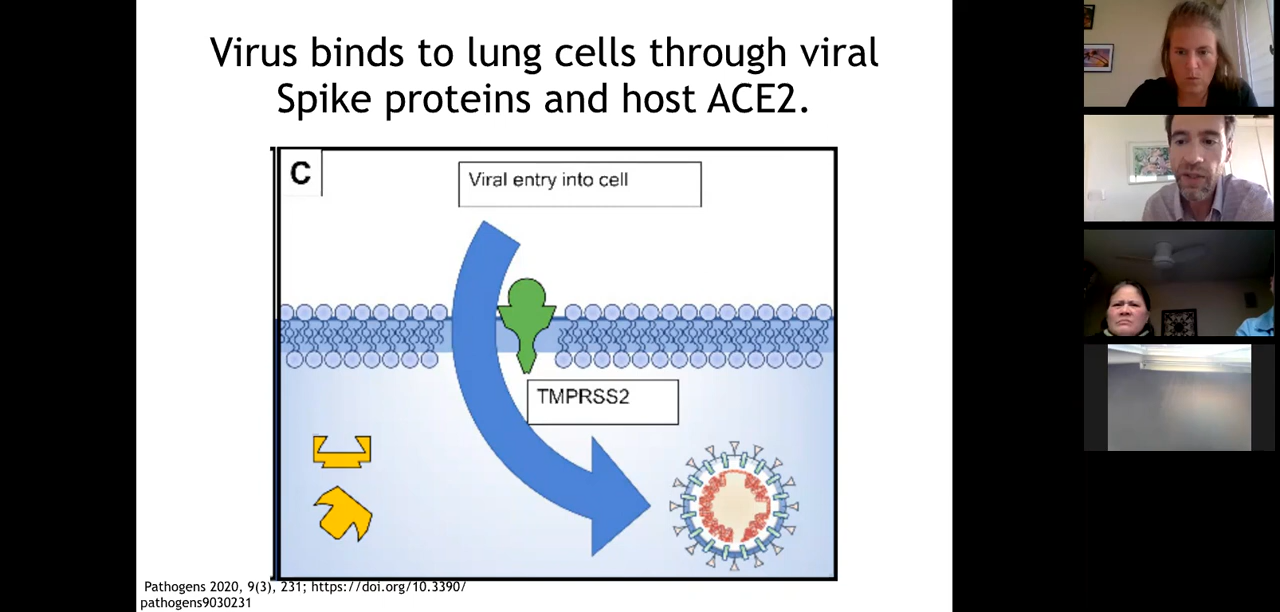 Virus binds to lung cells through viral
Spike proteins and host ACE2.
C
Viral entry into cell
TMPRSS2
Pathogens 2020, 9(3), 231; https://doi.org/10.3390/
pathogens9030231